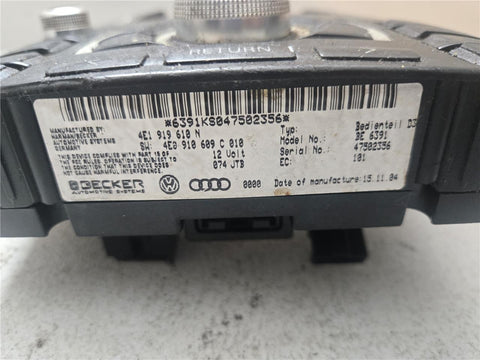 RETURN
*6391KS047502356*
MANUFACTURED BY
HARMAN/BECKER
AUTOMOTIVE SYSTEMS
GERMANY
4E1 919 610 N
SW: 4E0 910 609 C 010
12 Volt
074 JTB
Typ: Bedienteil D3
Model No.: BE 6391
Serial No.: 47502356
EC: 101
THIS DEVICE COMPLIES WITH PART 15 OF
FCC RULES. OPERATION IS SUBJECT TO
THE CONDITION THAT THIS DEVICE DOES
NOT CAUSE HARMFUL INTERFERENCE.
BECKER
AUTOMOTIVE SYSTEMS
0000
Date of manufacture: 15.11.04